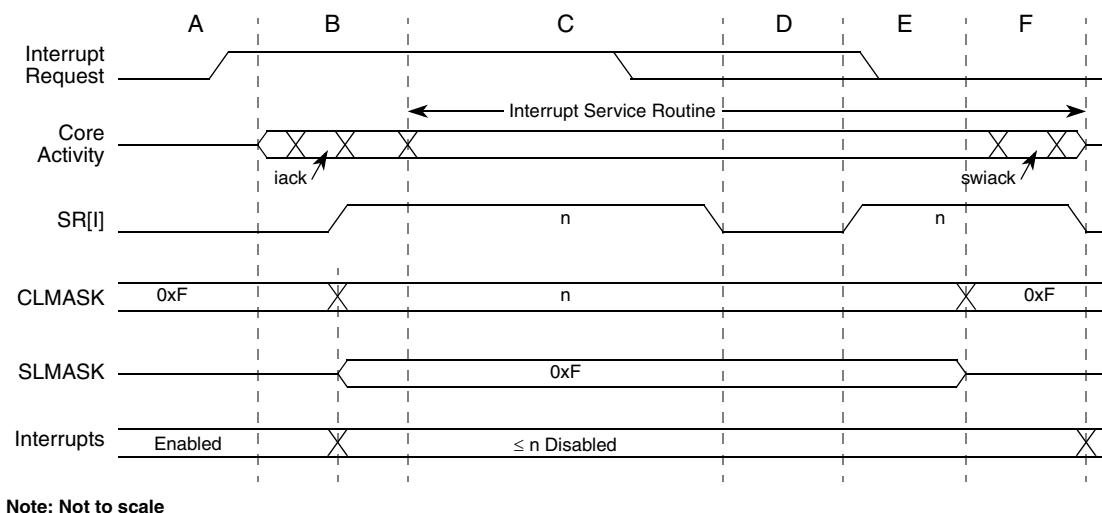 A B C D E F
Interrupt
Request
Interrupt Service Routine
Core
Activity
iack
swiack
SR[I]
n
n
CLMASK
0xF
n
0xF
SLMASK
0xF
Interrupts
Enabled
≤ n Disabled
Note: Not to scale